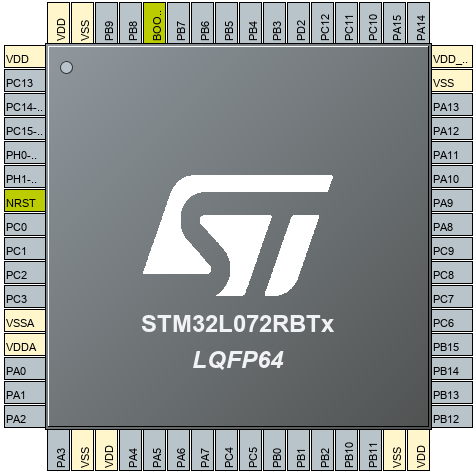 VDD
VSS
PB9
PB8
BOO..
PB7
PB6
PB5
PB4
PB3
PD2
PC12
PC11
PC10
PA15
PA14
VDD
PC13
PC14-..
PC15-..
PH0-..
PH1-..
NRST
PC0
PC1
PC2
PC3
VSSA
VDDA
PA0
PA1
PA2
STM32L072RBTx
LQFP64
VDD_..
VSS
PA13
PA12
PA11
PA10
PA9
PA8
PC9
PC8
PC7
PC6
PB15
PB14
PB13
PB12
PA3
VSS
VDD
PA4
PA5
PA6
PA7
PC4
PC5
PB0
PB1
PB2
PB10
PB11
VSS
VDD